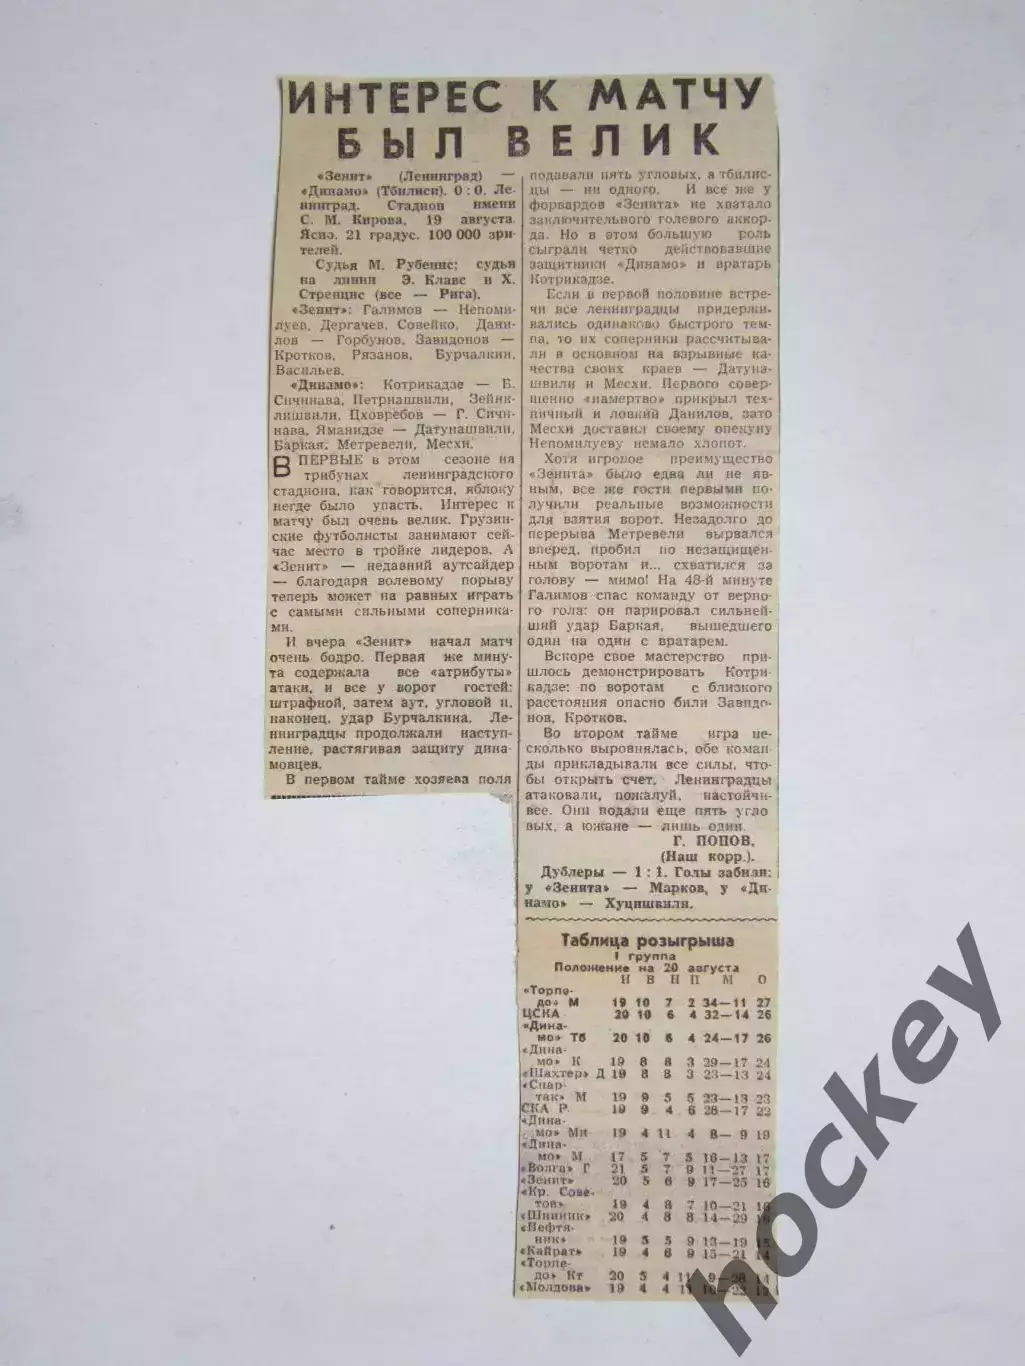 ИНТЕРЕС К МАТЧУ
БЫЛ ВЕЛИК
«Зенит» (Ленинград) —
«Динамо» (Тбилиси). 0 : 0. Ле-
нинград. Стадион имени
С. М. Кирова. 19 августа.
Ясно. 21 градус. 100 000 зри-
телей.
Судья М. Рубенис; судьи
на линии Э. Клавс и Х.
Стренцис (все — Рига).
«Зенит»: Галимов — Непоми-
луев, Дергачев, Совейко, Дани-
лов — Горбунов, Завидонов —
Кротков, Рязанов, Бурчалкин,
Васильев.
«Динамо»: Котрикадзе — Б.
Сичинава, Петриашвили, Зейнк-
лишвили, Цховребов — Г. Сичи-
нава, Яманидзе — Датунашвили,
Баркая, Метревели, Месхи.
ВПЕРВЫЕ в этом сезоне на
трибунах ленинградского
стадиона, как говорится, яблоку
негде было упасть. Интерес к
матчу был очень велик. Грузин-
ские футболисты занимают сей-
час место в тройке лидеров. А
«Зенит» — недавний аутсайдер
— благодаря волевому порыву
теперь может на равных играть
с самыми сильными соперника-
ми.
И вчера «Зенит» начал матч
очень бодро. Первая же мину-
та содержала все «атрибуты»
атаки, и все у ворот гостей:
штрафной, затем аут, угловой и,
наконец, удар Бурчалкина. Ле-
нинградцы продолжали наступ-
ление, растягивая защиту дина-
мовцев.
В первом тайме хозяева поля
подавали пять угловых, а тбилис-
цы — ни одного. И все же у
форвардов «Зенита» не хватало
заключительного голевого аккор-
да. Но в этом большую роль
сыграли четко действовавшие
защитники «Динамо» и вратарь
Котрикадзе.
Если в первой половине встре-
чи все ленинградцы придержи-
вались одинаково быстрого тем-
па, то их соперники рассчитыва-
ли в основном на взрывные ка-
чества своих краев — Датуна-
швили и Месхи. Первого совер-
шенно «намертво» прикрыл тех-
ничный и ловкий Данилов, зато
Месхи доставил своему опекуну
Непомилуеву немало хлопот.
Хотя игровое преимущество
«Зенита» было едва ли не яв-
ным, все же гости первыми по-
лучили реальные возможности
для взятия ворот. Незадолго до
перерыва Метревели вырвался
вперед, пробил по незащищен-
ным воротам и... схватился за
голову — мимо! На 48-й минуте
Галимов спас команду от верно-
го гола: он парировал сильней-
ший удар Баркая, вышедшего
один на один с вратарем.
Вскоре свое мастерство при-
шлось демонстрировать Котри-
кадзе: по воротам с близкого
расстояния опасно били Завидо-
нов, Кротков.
Во втором тайме игра не-
сколько выровнялась, обе коман-
ды прикладывали все силы, что-
бы открыть счет. Ленинградцы
атаковали, пожалуй, настойчи-
вее. Они подали еще пять угло
вых, а южане — лишь один.
Г. ПОПОВ.
(Наш корр.).
Дублеры — 1 : 1. Голы забили:
у «Зенита» — Марков, у «Ди-
намо» — Хуцишвили.
Таблица розыгрыша
I группа
Положение на 20 августа
И В Н П М О
«Торпе-
до» М 19 10 7 2 34—11 27
ЦСКА 20 10 6 4 32—14 26
«Дина-
мо» Тб 20 10 6 4 24—17 26
«Дина-
мо» К 19 8 8 3 29—17 24
«Шахтер» Д 19 8 8 3 23—13 24
«Спар-
так» М 19 9 5 5 23—13 23
СКА Р. 19 9 4 6 28—17 22
«Дина-
мо» Мн 19 4 11 4 8— 9 19
«Дина-
мо» М 17 5 7 5 16—13 17
«Волга» Г 21 5 7 9 11—27 17
«Зенит» 20 5 6 9 17—25 16
«Кр. Сове-
тов» 19 4 8 7 10—21 16
«Шинник» 20 4 8 8 14—29 16
«Нефтя-
ник» 19 5 5 9 13—19 15
«Кайрат» 19 4 6 9 15—21 14
«Торпе-
до» Кт 20 5 4 11 9—28 14
«Молдова» 19 4 4 11 12
hockey